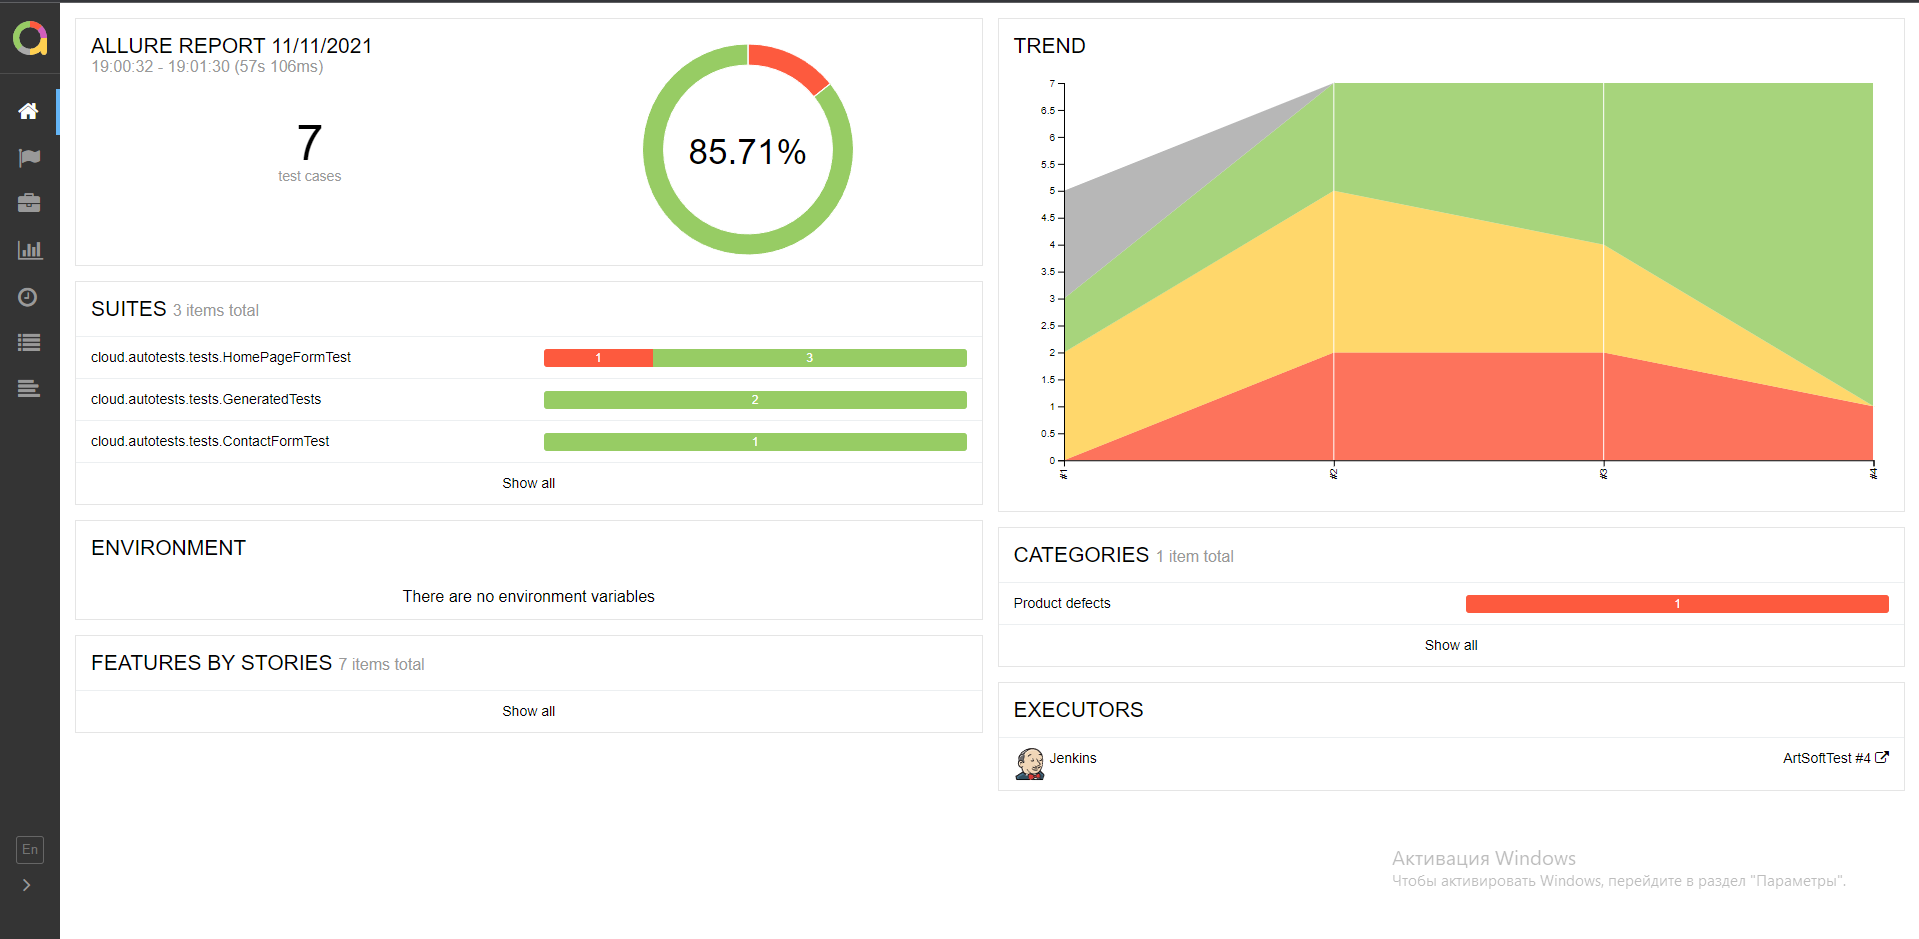 ALLURE REPORT 11/11/2021
19:00:32 - 19:01:30 (57s 106ms)
7
test cases
85.71%
SUITES 3 items total
cloud.autotests.tests.HomePageFormTest 1 3
cloud.autotests.tests.GeneratedTests 2
cloud.autotests.tests.ContactFormTest 1
Show all
ENVIRONMENT
There are no environment variables
FEATURES BY STORIES 7 items total
Show all
TREND
7
6.5
6
5.5
5
4.5
4
3.5
3
2.5
2
1.5
1
0.5
0
#1 #2 #3 #4
CATEGORIES 1 item total
Product defects 1
Show all
EXECUTORS
Jenkins ArtSoftTest #4
En
Активация Windows
Чтобы активировать Windows, перейдите в раздел "Параметры".